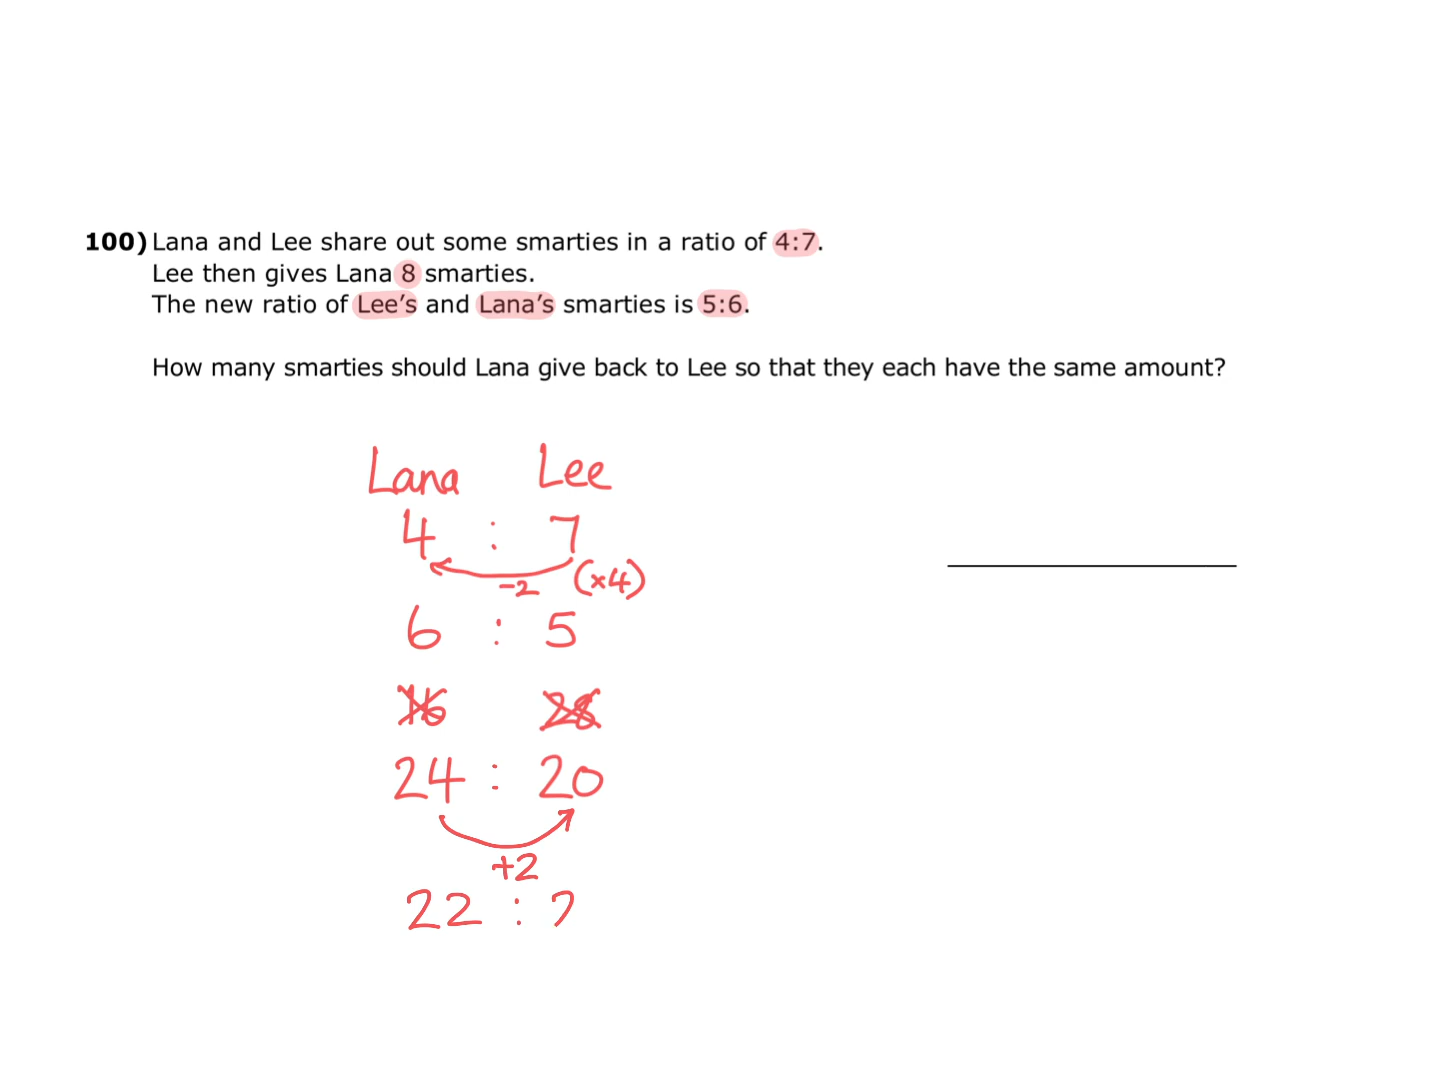 100) Lana and Lee share out some smarties in a ratio of 4:7.
Lee then gives Lana 8 smarties.
The new ratio of Lee's and Lana's smarties is 5:6.
How many smarties should Lana give back to Lee so that they each have the same amount?
Lana Lee
4 : 7
-2 (x4)
6 : 5
16 28
24 : 20
+2
22 : 2